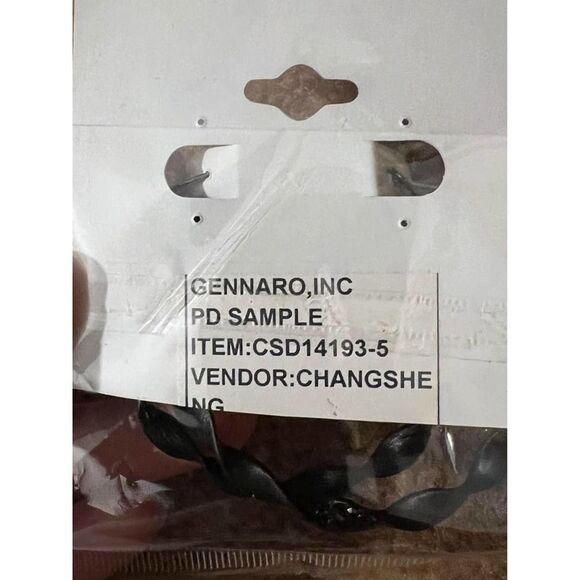 GENNARO,INC
PD SAMPLE
ITEM:CSD14193-5
VENDOR:CHANGSHE
NG